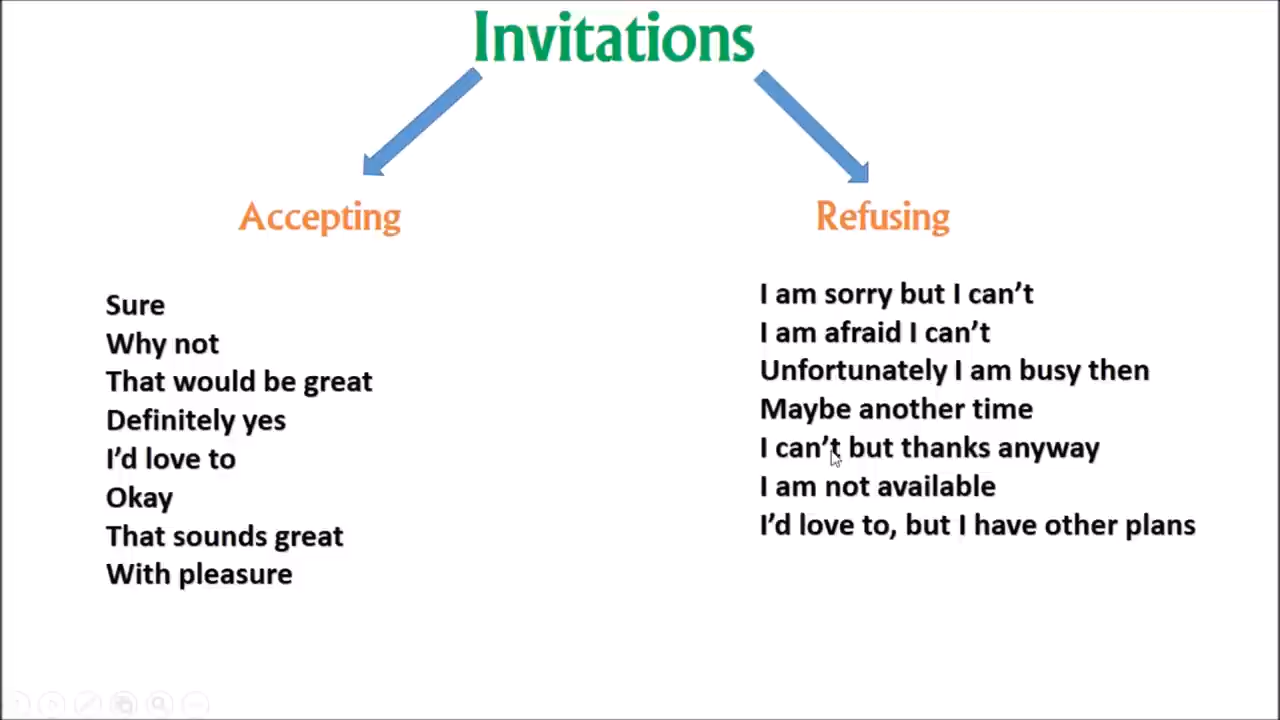 Invitations
Accepting
Refusing
Sure
Why not
That would be great
Definitely yes
I'd love to
Okay
That sounds great
With pleasure
I am sorry but I can't
I am afraid I can't
Unfortunately I am busy then
Maybe another time
I can't but thanks anyway
I am not available
I'd love to, but I have other plans